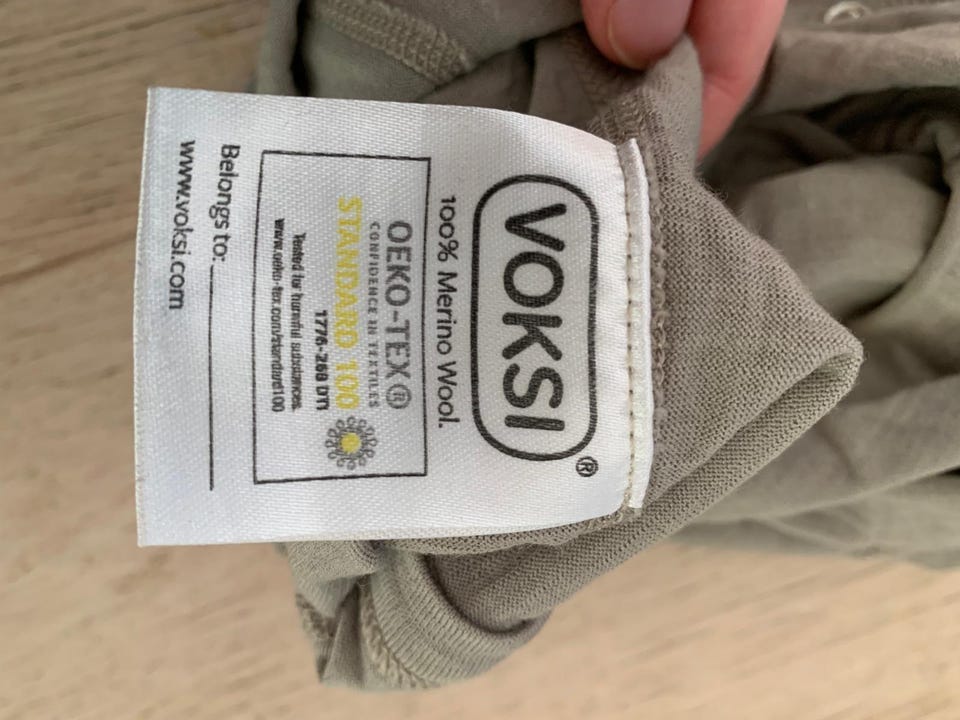 VOKSI®
100% Merino Wool.
OEKO-TEX®
CONFIDENCE IN TEXTILES
STANDARD 100
1776-268 DTI
Tested for harmful substances.
www.oeko-tex.com/standard100
Belongs to:
www.voksi.com